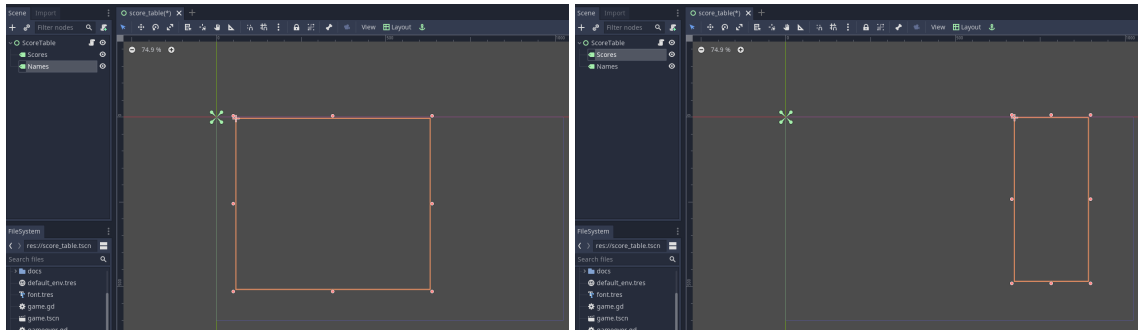 Scene Import
score_table(*)
Filter nodes
View Layout
ScoreTable
Scores
Names
74.9 %
FileSystem
res://score_table.tscn
Search files
docs
default_env.tres
font.tres
game.gd
game.tscn
Scene Import
score_table(*)
Filter nodes
View Layout
ScoreTable
Scores
Names
74.9 %
FileSystem
res://score_table.tscn
Search files
docs
default_env.tres
font.tres
game.gd
game.tscn